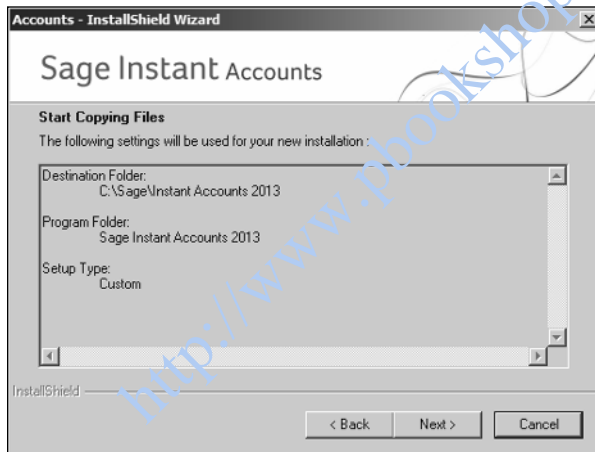 Accounts - InstallShield Wizard
Sage Instant Accounts
Start Copying Files
The following settings will be used for your new installation :
Destination Folder:
C:\Sage\Instant Accounts 2013
Program Folder:
Sage Instant Accounts 2013
Setup Type:
Custom
InstallShield
< Back
Next >
Cancel
http://www.pbookshop